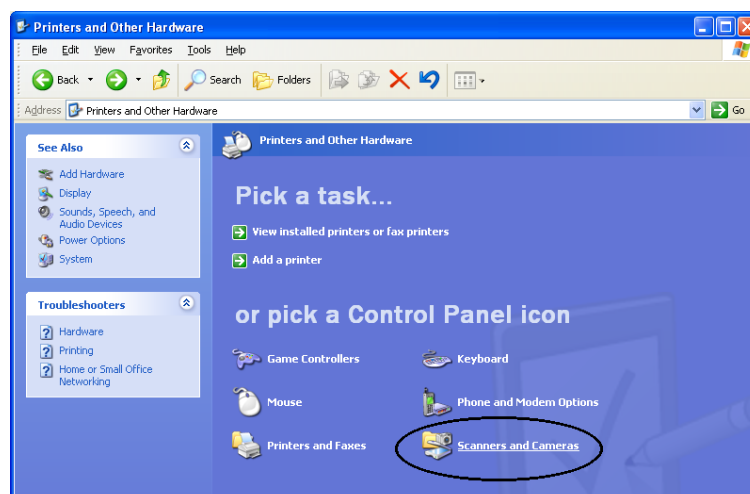 Printers and Other Hardware
File Edit View Favorites Tools Help
Back Search Folders
Address Printers and Other Hardware Go
See Also
Add Hardware
Display
Sounds, Speech, and
Audio Devices
Power Options
System
Troubleshooters
Hardware
Printing
Home or Small Office
Networking
Printers and Other Hardware
Pick a task...
View installed printers or fax printers
Add a printer
or pick a Control Panel icon
Game Controllers Keyboard
Mouse Phone and Modem Options
Printers and Faxes Scanners and Cameras